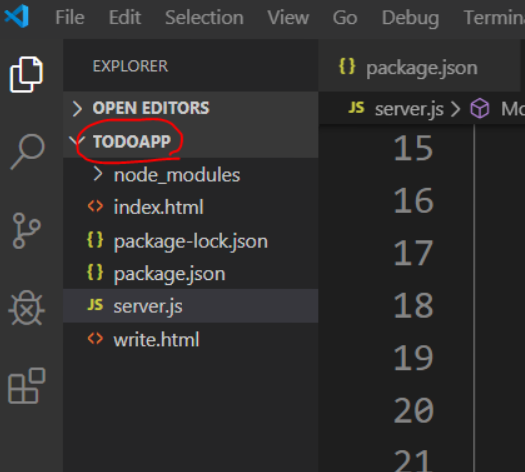 File Edit Selection View Go Debug Termin
EXPLORER
OPEN EDITORS
TODOAPP
node_modules
{} index.html
{} package-lock.json
{} package.json
JS server.js
<> write.html
{} package.json
JS server.js > Mo
15
16
17
18
19
20
21